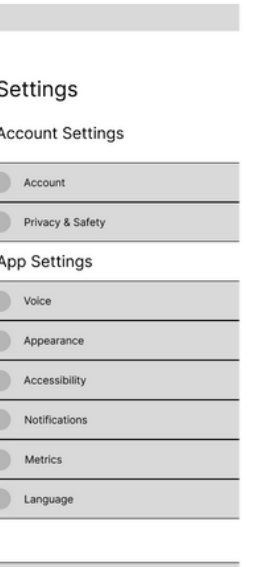 Settings
Account Settings
Account
Privacy & Safety
App Settings
Voice
Appearance
Accessibility
Notifications
Metrics
Language